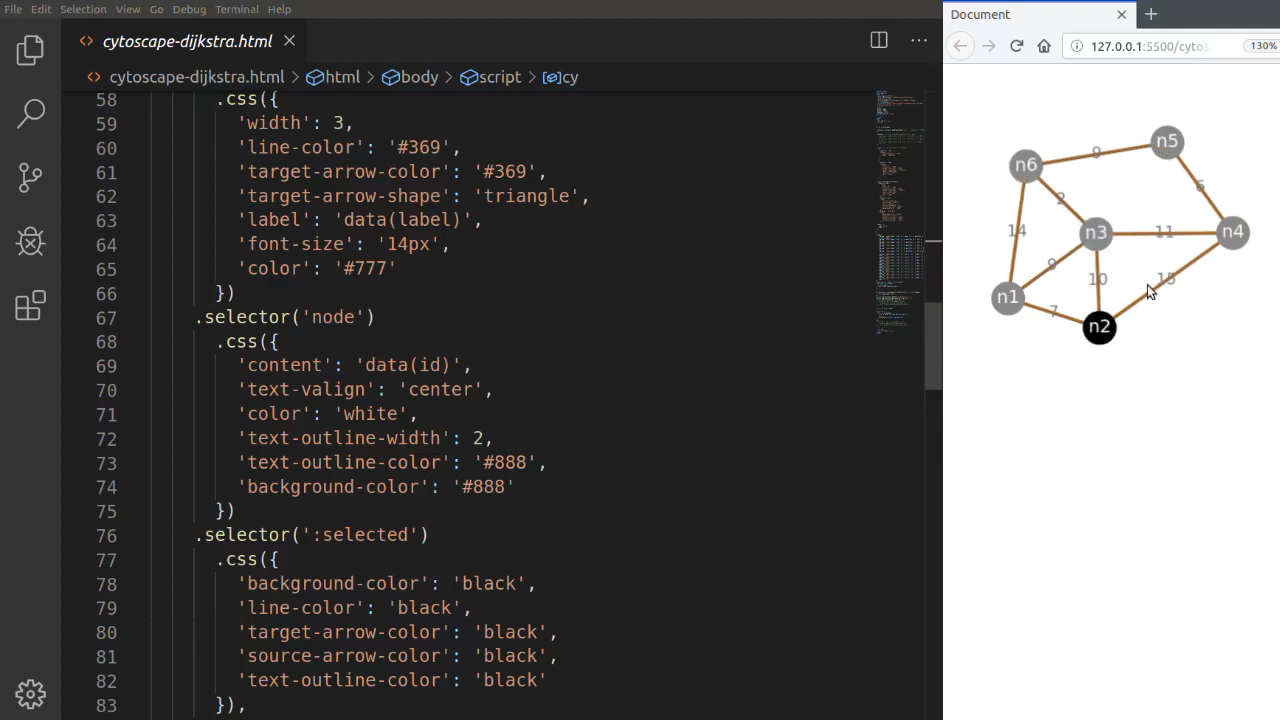 File Edit Selection View Go Debug Terminal Help
cytoscape-dijkstra.html
cytoscape-dijkstra.html > html > body > script > cy
58 .css({
59 'width': 3,
60 'line-color': '#369',
61 'target-arrow-color': '#369',
62 'target-arrow-shape': 'triangle',
63 'label': 'data(label)',
64 'font-size': '14px',
65 'color': '#777'
66 })
67 .selector('node')
68 .css({
69 'content': 'data(id)',
70 'text-valign': 'center',
71 'color': 'white',
72 'text-outline-width': 2,
73 'text-outline-color': '#888',
74 'background-color': '#888'
75 })
76 .selector(':selected')
77 .css({
78 'background-color': 'black',
79 'line-color': 'black',
80 'target-arrow-color': 'black',
81 'source-arrow-color': 'black',
82 'text-outline-color': 'black'
83 }),
Document
127.0.0.1:5500/cytos
130%
n5
9
n6
6
2
14
n3
11
n4
9
10
15
n1
7
n2